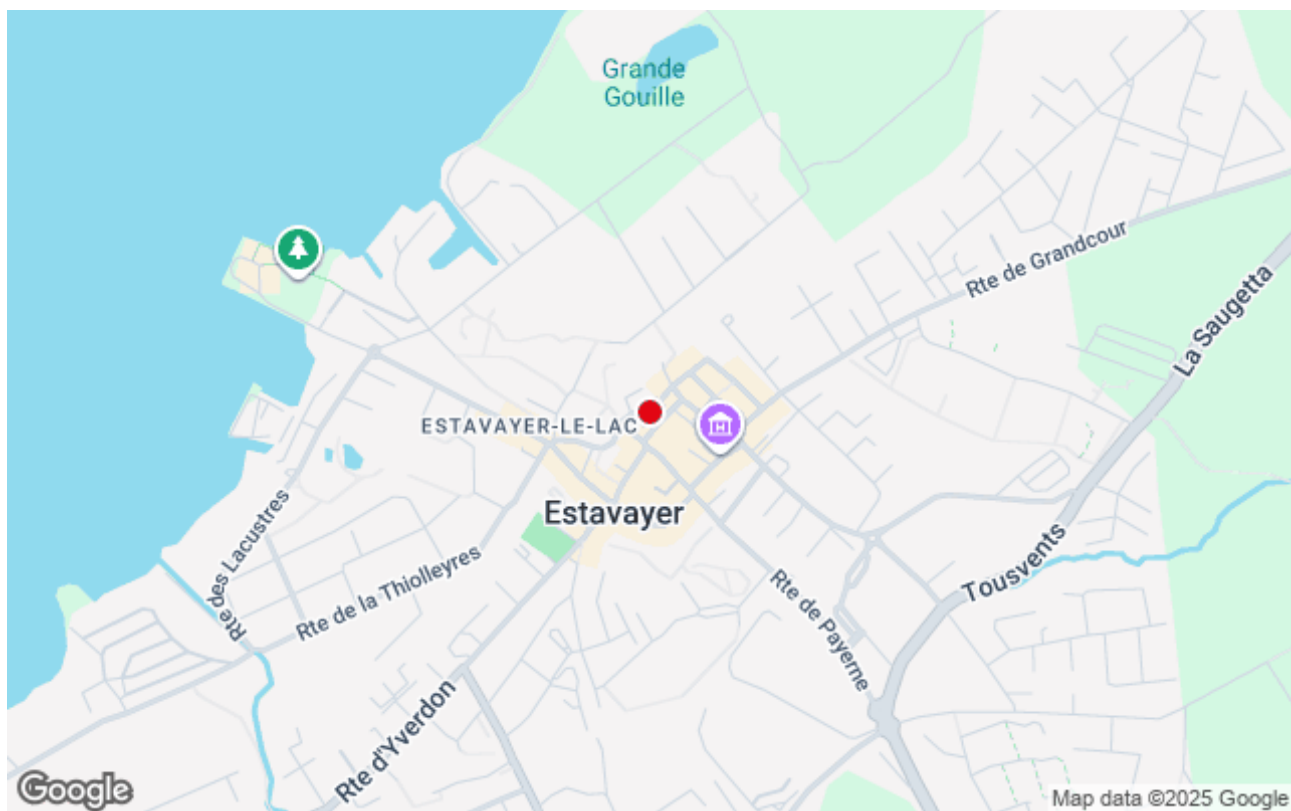 Grande
Gouille
Rte de Grandcour
La Saugetta
ESTAVAYER-LE-LAC
Estavayer
Rte des Lacustres
Rte de la Thiolleyres
Tousvents
Rte de Payerne
Rte d'Yverdon
Google
Map data ©2025 Google